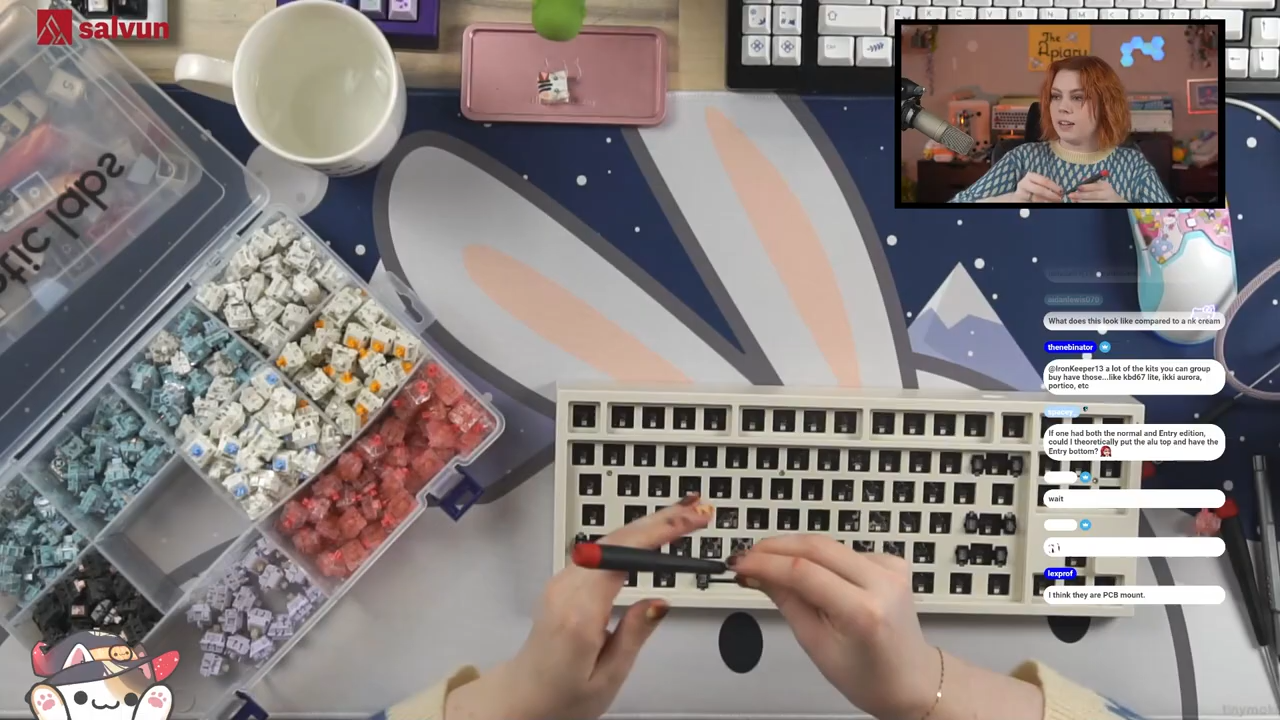 salvun
The
Apiary
otic labs
aidanlewis070
What does this look like compared to a nk cream
thenebinator
@IronKeeper13 a lot of the kits you can group
buy have those...like kbd67 lite, ikki aurora,
portico, etc
spacvy
If one had both the normal and Entry edition,
could I theoretically put the alu top and have the
Entry bottom?
wait
lexprof
I think they are PCB mount.